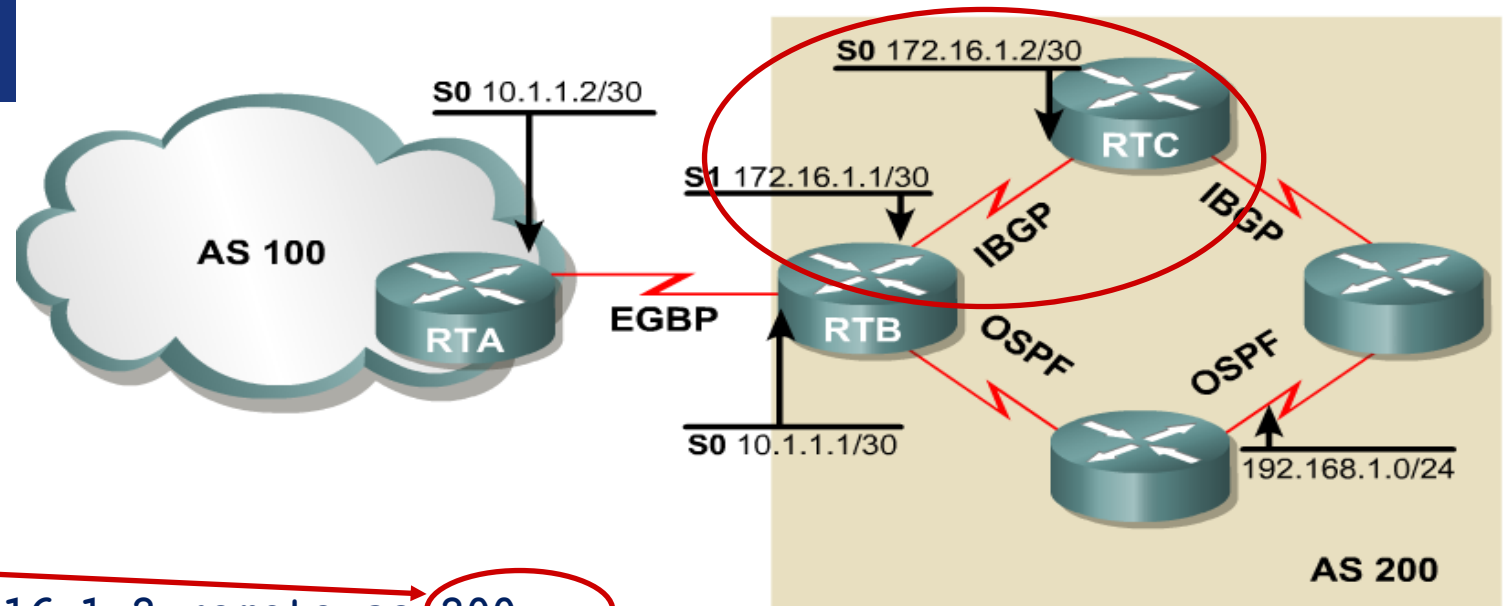 S0 172.16.1.2/30
S0 10.1.1.2/30
RTC
S1 172.16.1.1/30
IBGP
IBGP
AS 100
EGBP
RTA
RTB
OSPF
OSPF
S0 10.1.1.1/30
192.168.1.0/24
AS 200
remote